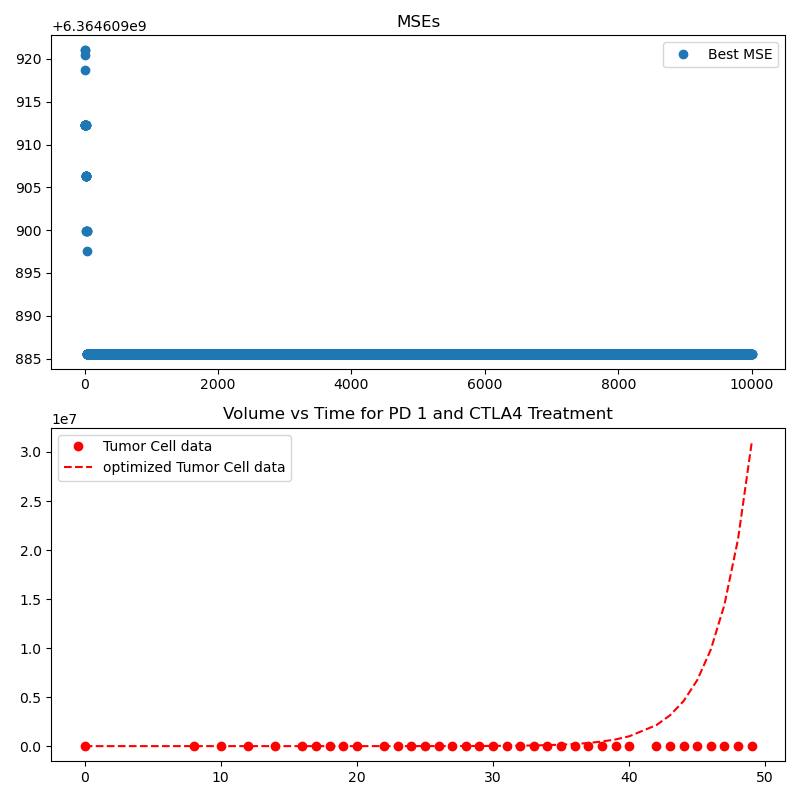 MSEs
+6.364609e9
920
915
910
905
900
895
890
885
Best MSE
0 2000 4000 6000 8000 10000
Volume vs Time for PD 1 and CTLA4 Treatment
1e7
3.0
2.5
2.0
1.5
1.0
0.5
0.0
Tumor Cell data
optimized Tumor Cell data
0 10 20 30 40 50